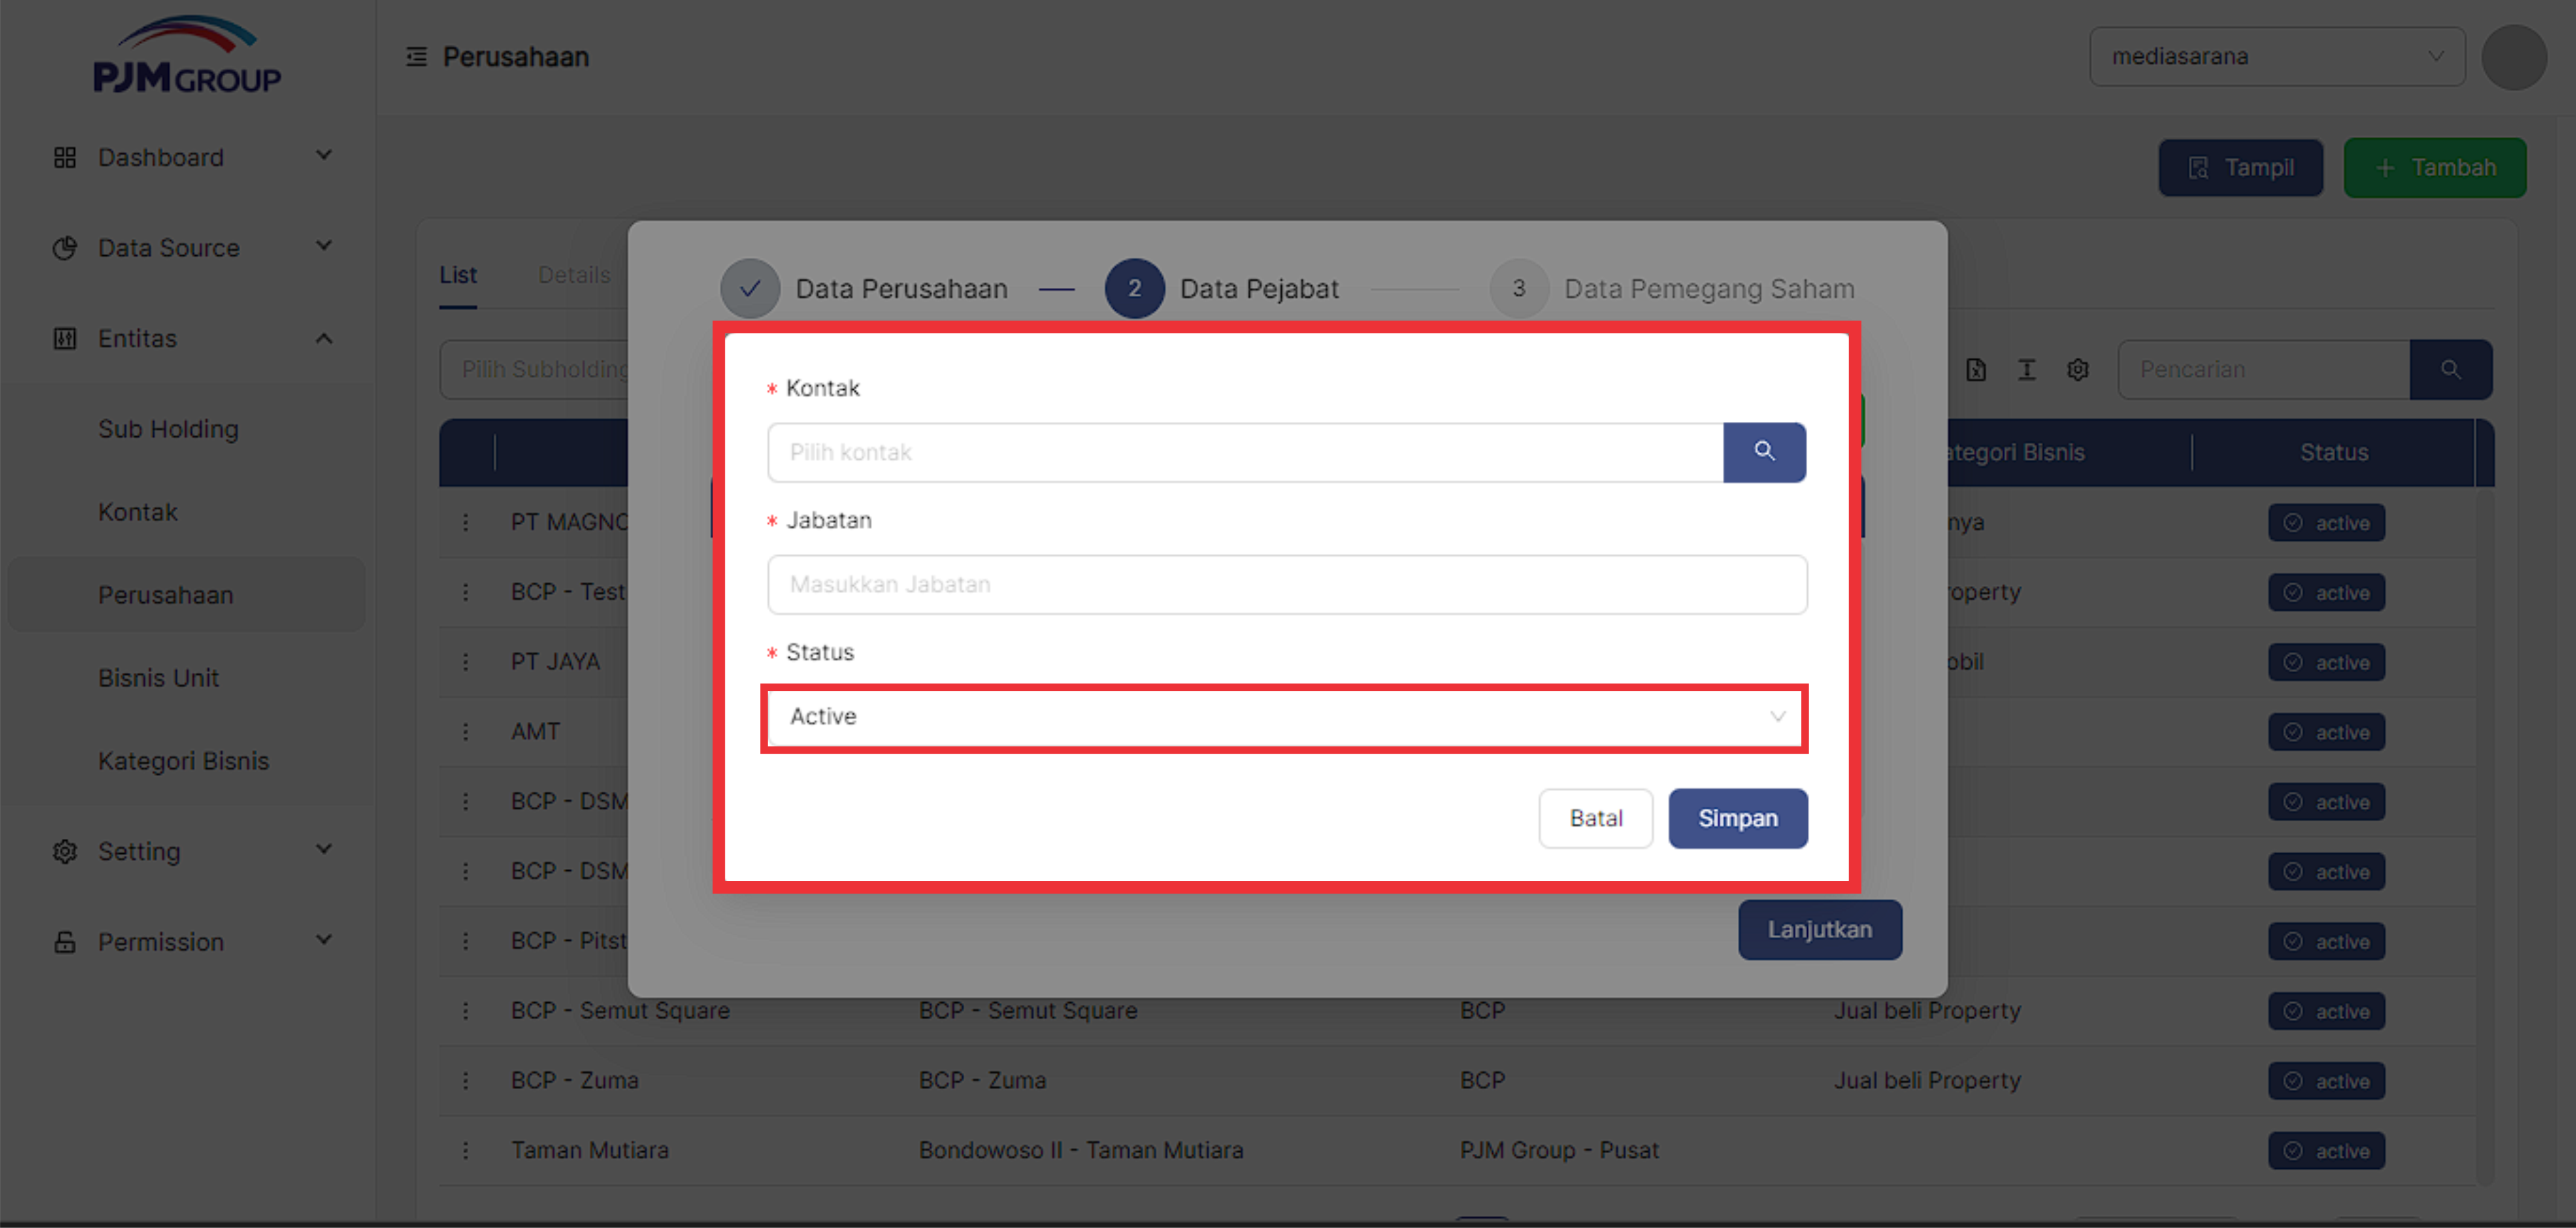 PJM GROUP
Perusahaan
mediasarana
Dashboard
Data Source
Entitas
Sub Holding
Kontak
Perusahaan
Bisnis Unit
Kategori Bisnis
Setting
Permission
Tampil
+ Tambah
List
Details
Pilih Subholding
Pencarian
ategori Bisnis
Status
Data Perusahaan
2 Data Pejabat
3 Data Pemegang Saham
* Kontak
Pilih kontak
* Jabatan
Masukkan Jabatan
* Status
Active
Batal
Simpan
Lanjutkan
PT MAGNO
nya
active
BCP - Test
operty
active
PT JAYA
obil
active
AMT
active
BCP - DSM
active
BCP - DSM
active
BCP - Pitst
active
BCP - Semut Square
BCP - Semut Square
BCP
Jual beli Property
active
BCP - Zuma
BCP - Zuma
BCP
Jual beli Property
active
Taman Mutiara
Bondowoso II - Taman Mutiara
PJM Group - Pusat
active